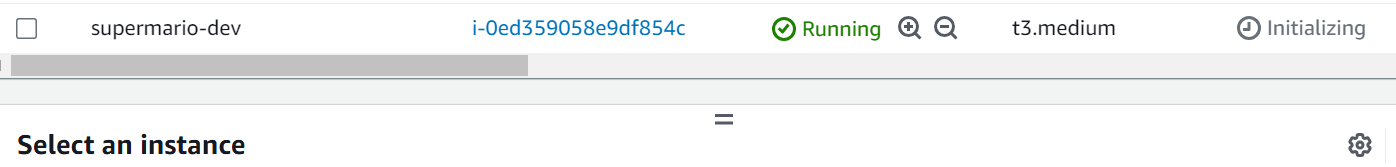 supermario-dev i-0ed359058e9df854c Running t3.medium Initializing
Select an instance